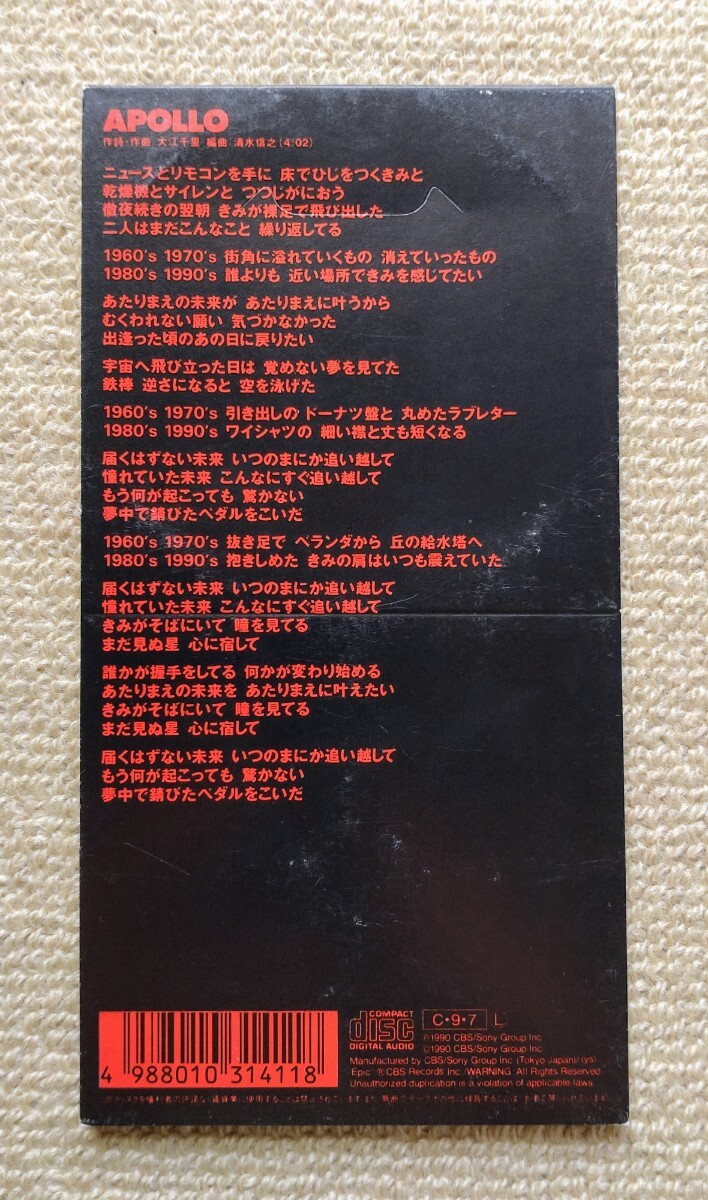 APOLLO
作詩・作曲 大江千里 編曲 清水信之(4:02)
ニュースとリモコンを手に 床でひじをつくきみと
乾燥機とサイレンと つつじがにおう
徹夜続きの翌朝 きみが裸足で飛び出した
二人はまだこんなこと 繰り返してる
1960's 1970's 街角に溢れていくもの 消えていったもの
1980's 1990's 誰よりも 近い場所できみを感じてたい
あたりまえの未来が あたりまえに叶うから
むくわれない願い 気づかなかった
出逢った頃のあの日に戻りたい
宇宙へ飛び立った日は 覚めない夢を見てた
鉄棒 逆さになると 空を泳げた
1960's 1970's 引き出しの ドーナツ盤と 丸めたラブレター
1980's 1990's ワイシャツの 細い襟と丈も短くなる
届くはずない未来 いつのまにか追い越して
憧れていた未来 こんなにすぐ追い越して
もう何が起こっても 驚かない
夢中で錆びたペダルをこいだ
1960's 1970's 抜き足で ベランダから 丘の給水塔へ
1980's 1990's 抱きしめた きみの肩はいつも震えていた
届くはずない未来 いつのまにか追い越して
憧れていた未来 こんなにすぐ追い越して
きみがそばにいて 瞳を見てる
まだ見ぬ星 心に宿して
誰かが握手をしてる 何かが変わり始める
あたりまえの未来を あたりまえに叶えたい
きみがそばにいて 瞳を見てる
まだ見ぬ星 心に宿して
届くはずない未来 いつのまにか追い越して
もう何が起こっても 驚かない
夢中で錆びたペダルをこいだ
4 988010 314118
COMPACT
disc
DIGITAL AUDIO
C・9・7 L
℗1990 CBS/Sony Group Inc.
©1990 CBS/Sony Group Inc.
Manufactured by CBS/Sony Group Inc. (Tokyo Japan)/(ys)
"Epic" ®CBS Records Inc./WARNING: All Rights Reserved.
Unauthorized duplication is a violation of applicable laws.